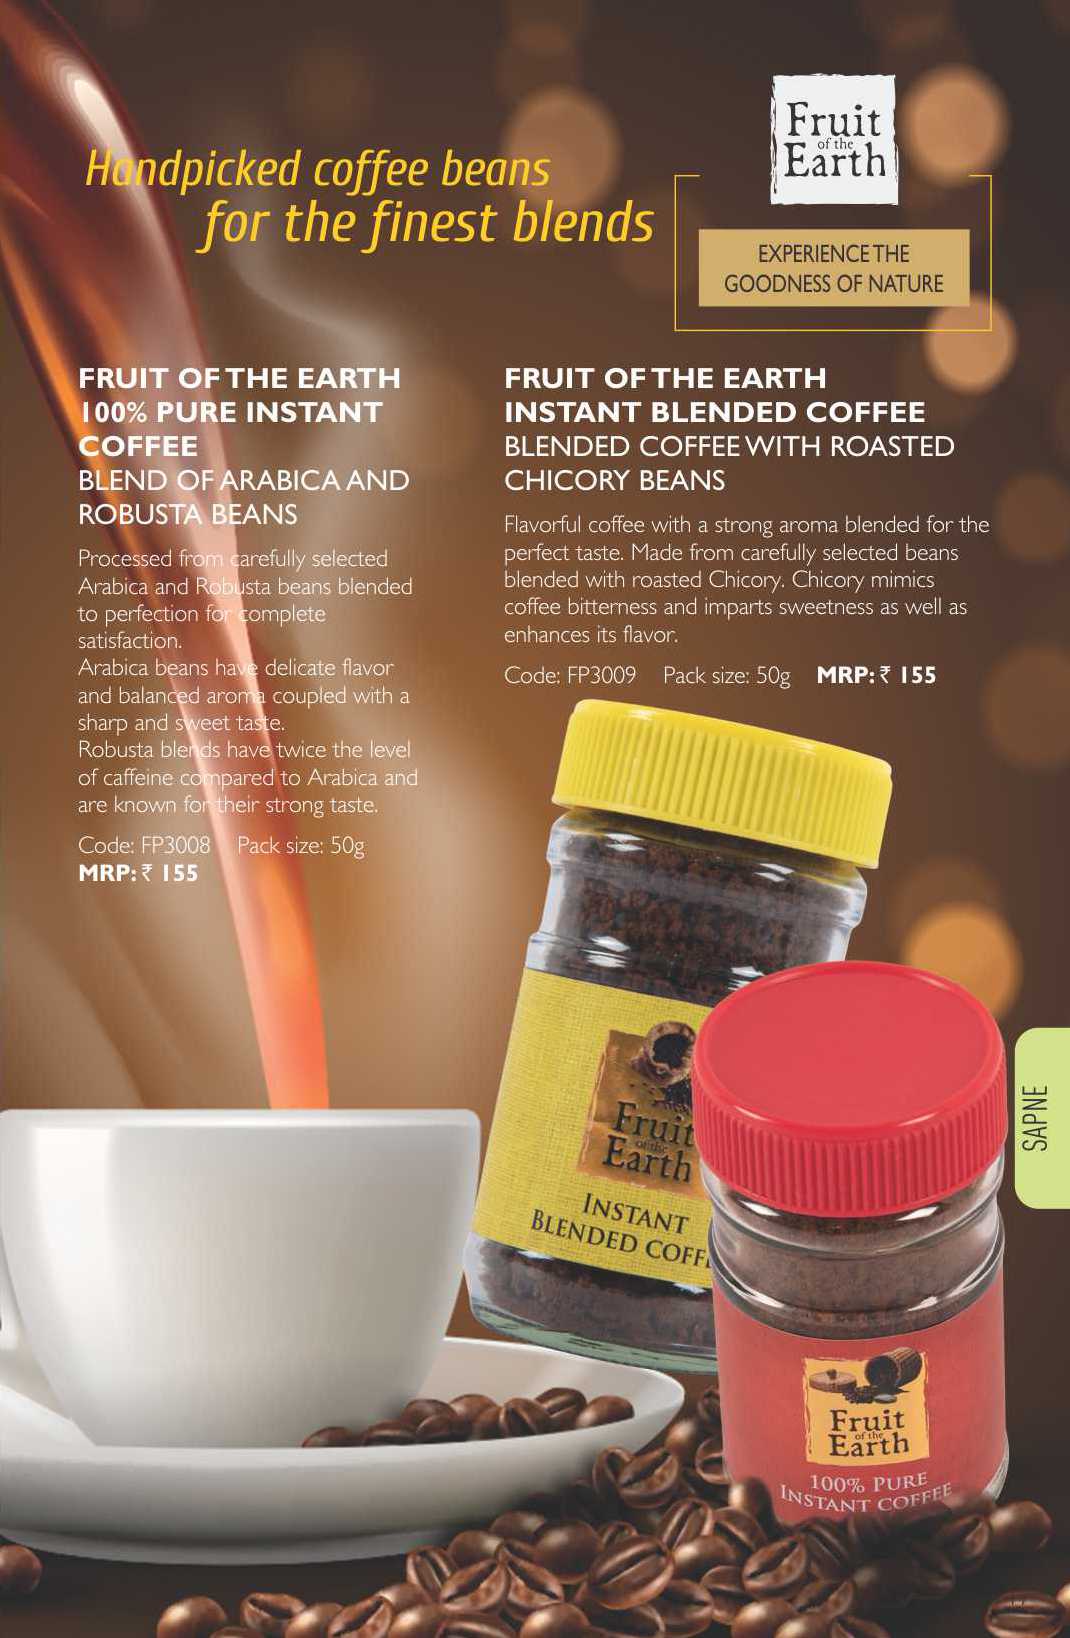 Handpicked coffee beans
for the finest blends
Fruit
of the
Earth
EXPERIENCE THE
GOODNESS OF NATURE
FRUIT OF THE EARTH
100% PURE INSTANT
COFFEE
BLEND OF ARABICA AND
ROBUSTA BEANS
Processed from carefully selected
Arabica and Robusta beans blended
to perfection for complete
satisfaction.
Arabica beans have delicate flavor
and balanced aroma coupled with a
sharp and sweet taste.
Robusta blends have twice the level
of caffeine compared to Arabica and
are known for their strong taste.
Code: FP3008 Pack size: 50g
MRP: ₹ 155
FRUIT OF THE EARTH
INSTANT BLENDED COFFEE
BLENDED COFFEE WITH ROASTED
CHICORY BEANS
Flavorful coffee with a strong aroma blended for the
perfect taste. Made from carefully selected beans
blended with roasted Chicory. Chicory mimics
coffee bitterness and imparts sweetness as well as
enhances its flavor.
Code: FP3009 Pack size: 50g MRP: ₹ 155
Fruit
of the
Earth
INSTANT
BLENDED
SAPNE
Fruit
of the
Earth
100% PURE
INSTANT COFFEE